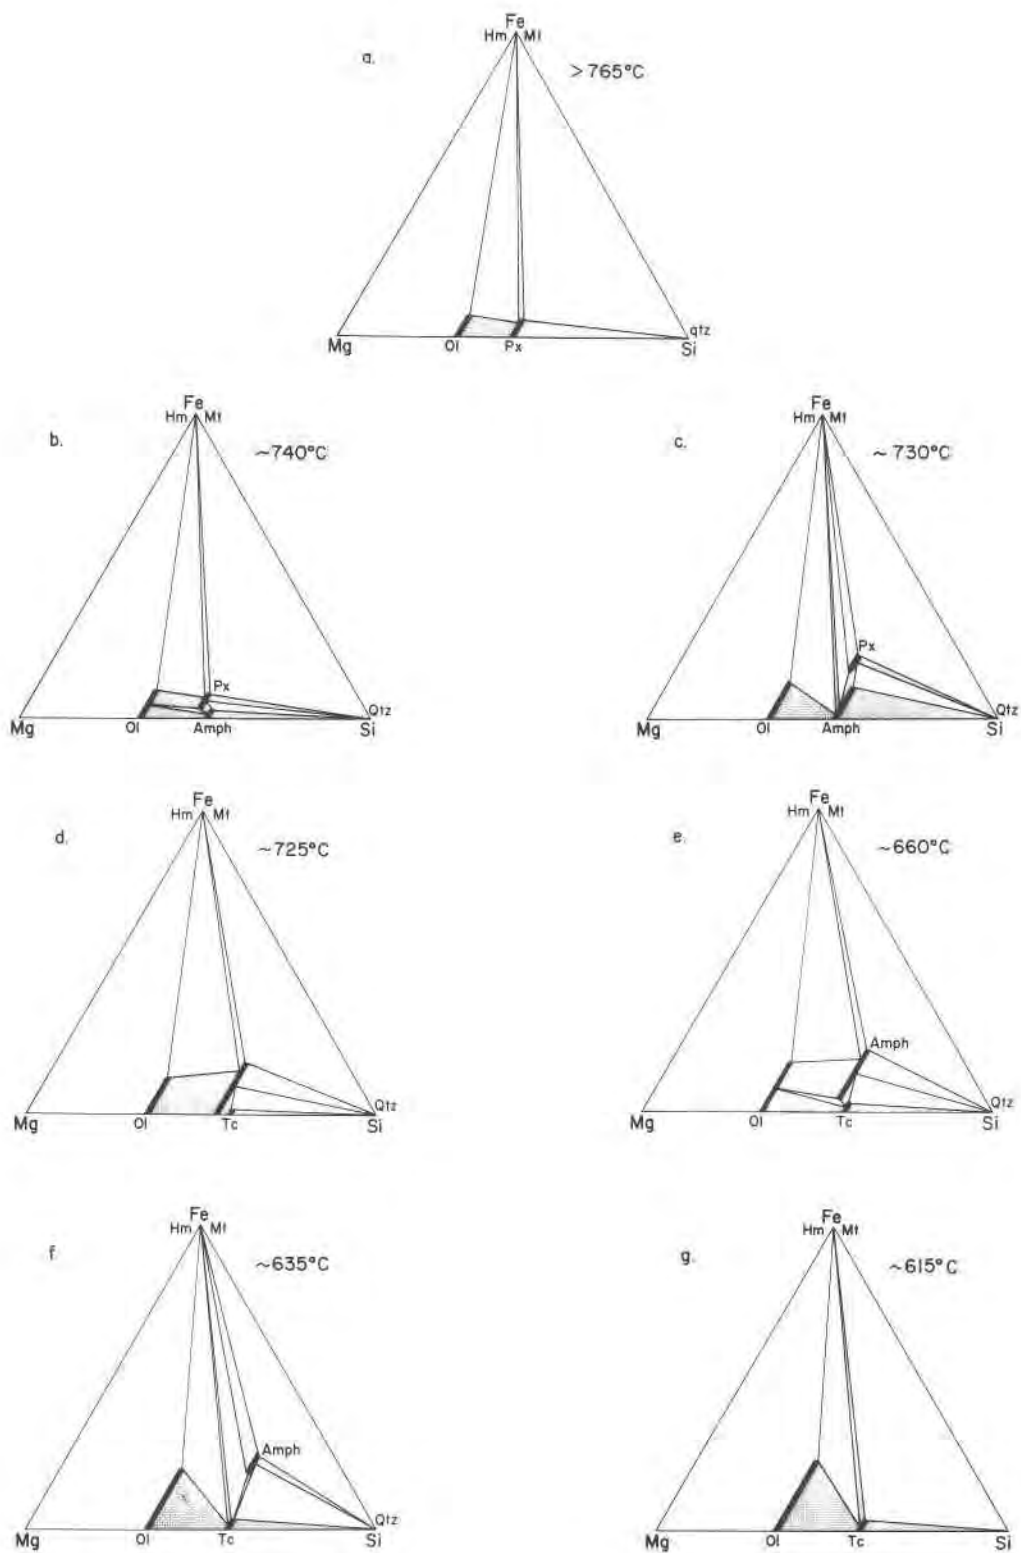 a.
Fe
Hm Mt
>765°C
Mg
Ol
Px
qtz
Si
b.
Fe
Hm Mt
~740°C
Px
Mg
Ol
Amph
Qtz
Si
c.
Fe
Hm Mt
~730°C
Px
Mg
Ol
Amph
Qtz
Si
d.
Fe
Hm Mt
~725°C
Mg
Ol
Tc
Qtz
Si
e.
Fe
Hm Mt
~660°C
Amph
Mg
Ol
Tc
Qtz
Si
f.
Fe
Hm Mt
~635°C
Amph
Mg
Ol
Tc
Qtz
Si
g.
Fe
Hm Mt
~615°C
Mg
Ol
Tc
Si